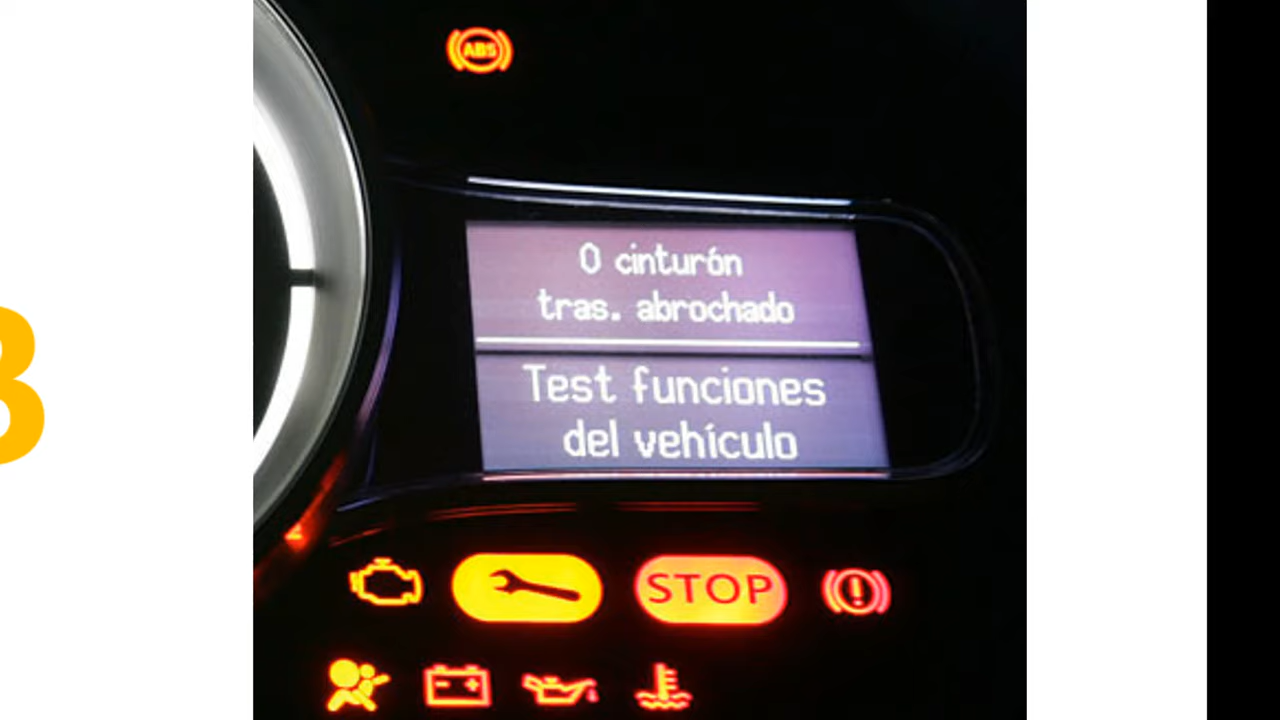 ABS
0 cinturón
tras. abrochado
Test funciones
del vehículo
STOP